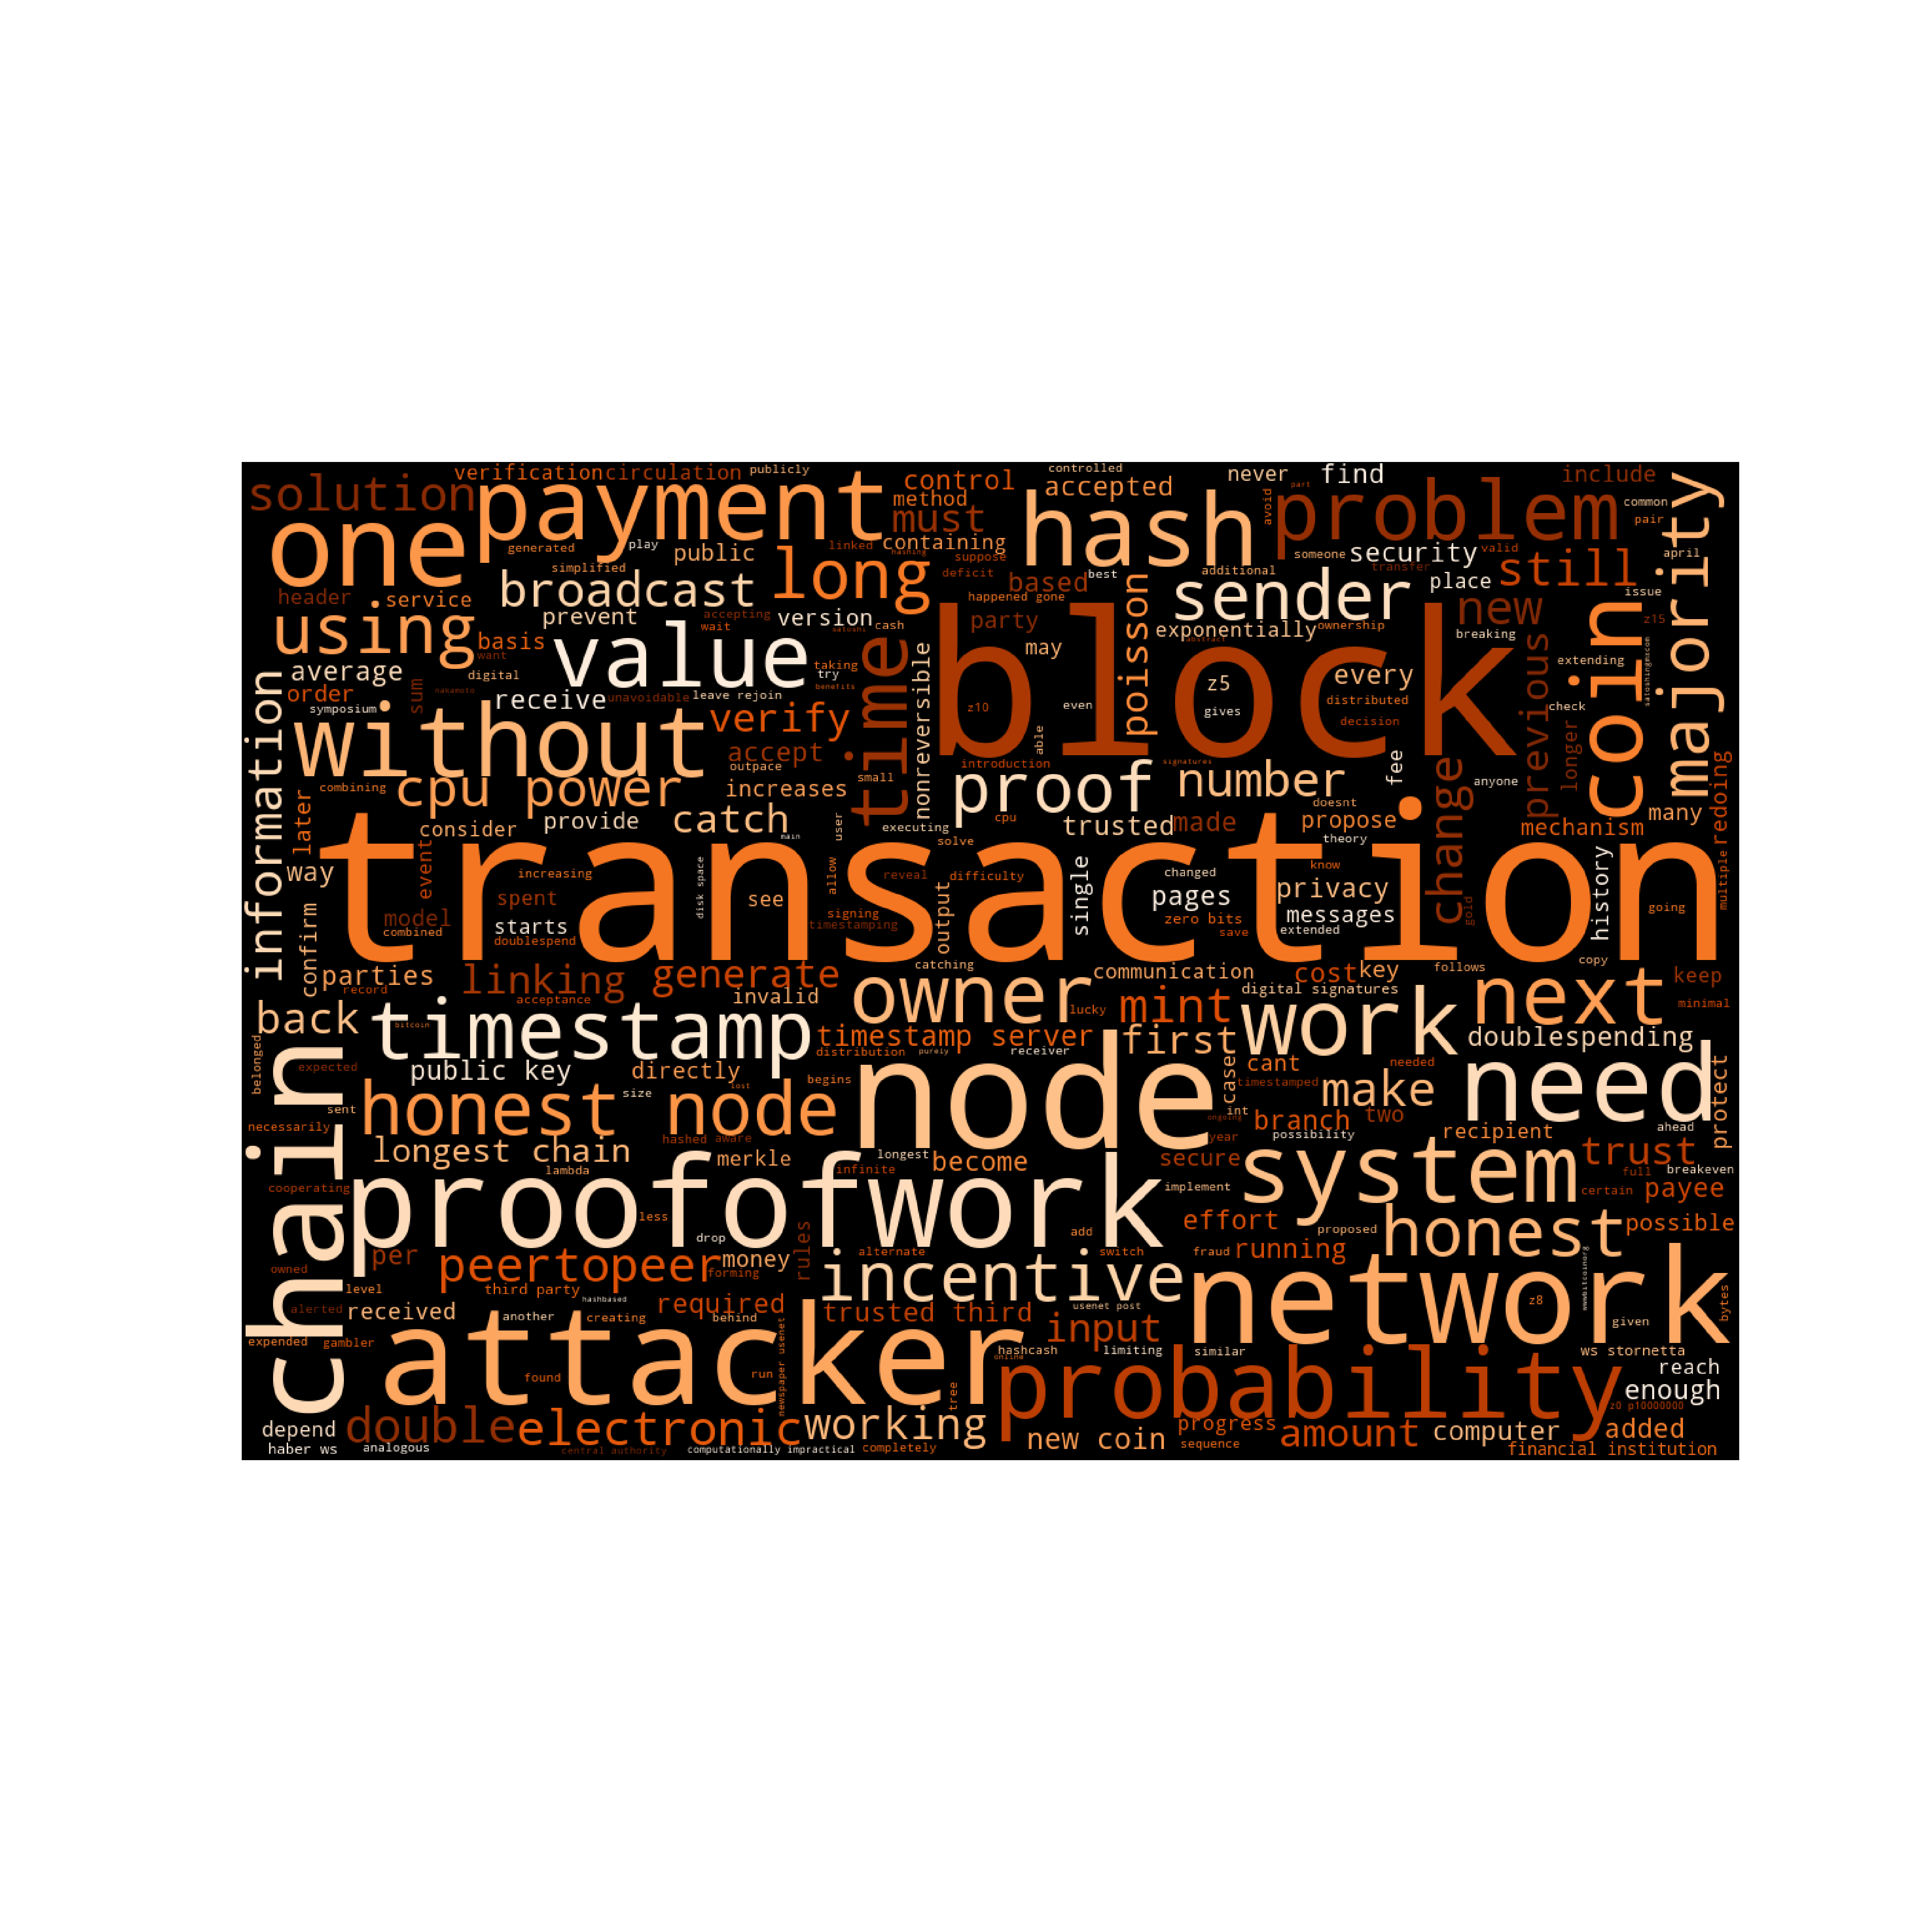 solution
verification
circulation
publicly
control
controlled
never
find
include
payment
method
accepted
hash
avoid
part
problem
common
pair
majority
one
generated
play
public
linked
hashing
must
containing
suppose
someone
security
valid
april
simplified
long
deficit
best
additional
transfer
still
header
service
broadcast
prevent
accepting
version
cash
based
happened gone
poisson
sender
place
new
issue
using
basis
wait
satoshi
party
exponentially
ownership
abstract
breaking
z15
coin
average
want
digital
value
taking
try
time
nonreversible
block
may
every
previous
extending
information
order
sum
nakamoto
receive
unavoidable
leave rejoin
benefits
z5
distributed
longer
check
satoshingmxcom
symposium
without
verify
z10
even
gives
decision
accept
able
outpace
introduction
signatures
fee
change
redoing
combining
cpu power
increases
small
proof
number
anyone
later
consider
provide
catch
user
executing
cpu
trusted
made
doesnt
propose
mechanism
many
main
solve
theory
way
event
transaction
increasing
disk space
allow
reveal
difficulty
single
changed
know
privacy
history
multiple
model
spent
see
signing
output
pages
messages
gold
going
combined
starts
doublespend
timestamping
zero bits
save
extended
confirm
parties
linking
generate
catching
communication
cost
key
follows
copy
keep
record
acceptance
invalid
owner
lucky
mint
digital signatures
work
next
minimal
back
bitcoin
timestamp
timestamp server
first
doublespending
belonged
chain
expected
public key
directly
distribution
purely
receiver
node
case
cant
needed
need
protect
size
lost
begins
timestamped
make
sent
honest node
int
branch
two
ahead
necessarily
ongoing
year
possibility
recipient
longest chain
hashed
aware
merkle
longest
become
secure
system
trust
full
breakeven
cooperating
lambda
infinite
implement
certain
payee
proofofwork
less
effort
proposed
honest
possible
per
drop
add
owned
peertopeer
money
rules
alternate
switch
fraud
running
forming
level
third party
hashbased
incentive
network
z8
wwwbitcoinorg
bytes
alerted
received
another
creating
required
behind
trusted third
usenet post
input
given
expended
gambler
attacker
newspaper usenet
hashcash
limiting
similar
ws stornetta
reach
found
run
online
probability
enough
tree
z0 p10000000
depend
double
electronic
working
progress
amount
computer
added
haber ws
analogous
central authority
computationally impractical
completely
new coin
sequence
financial institution